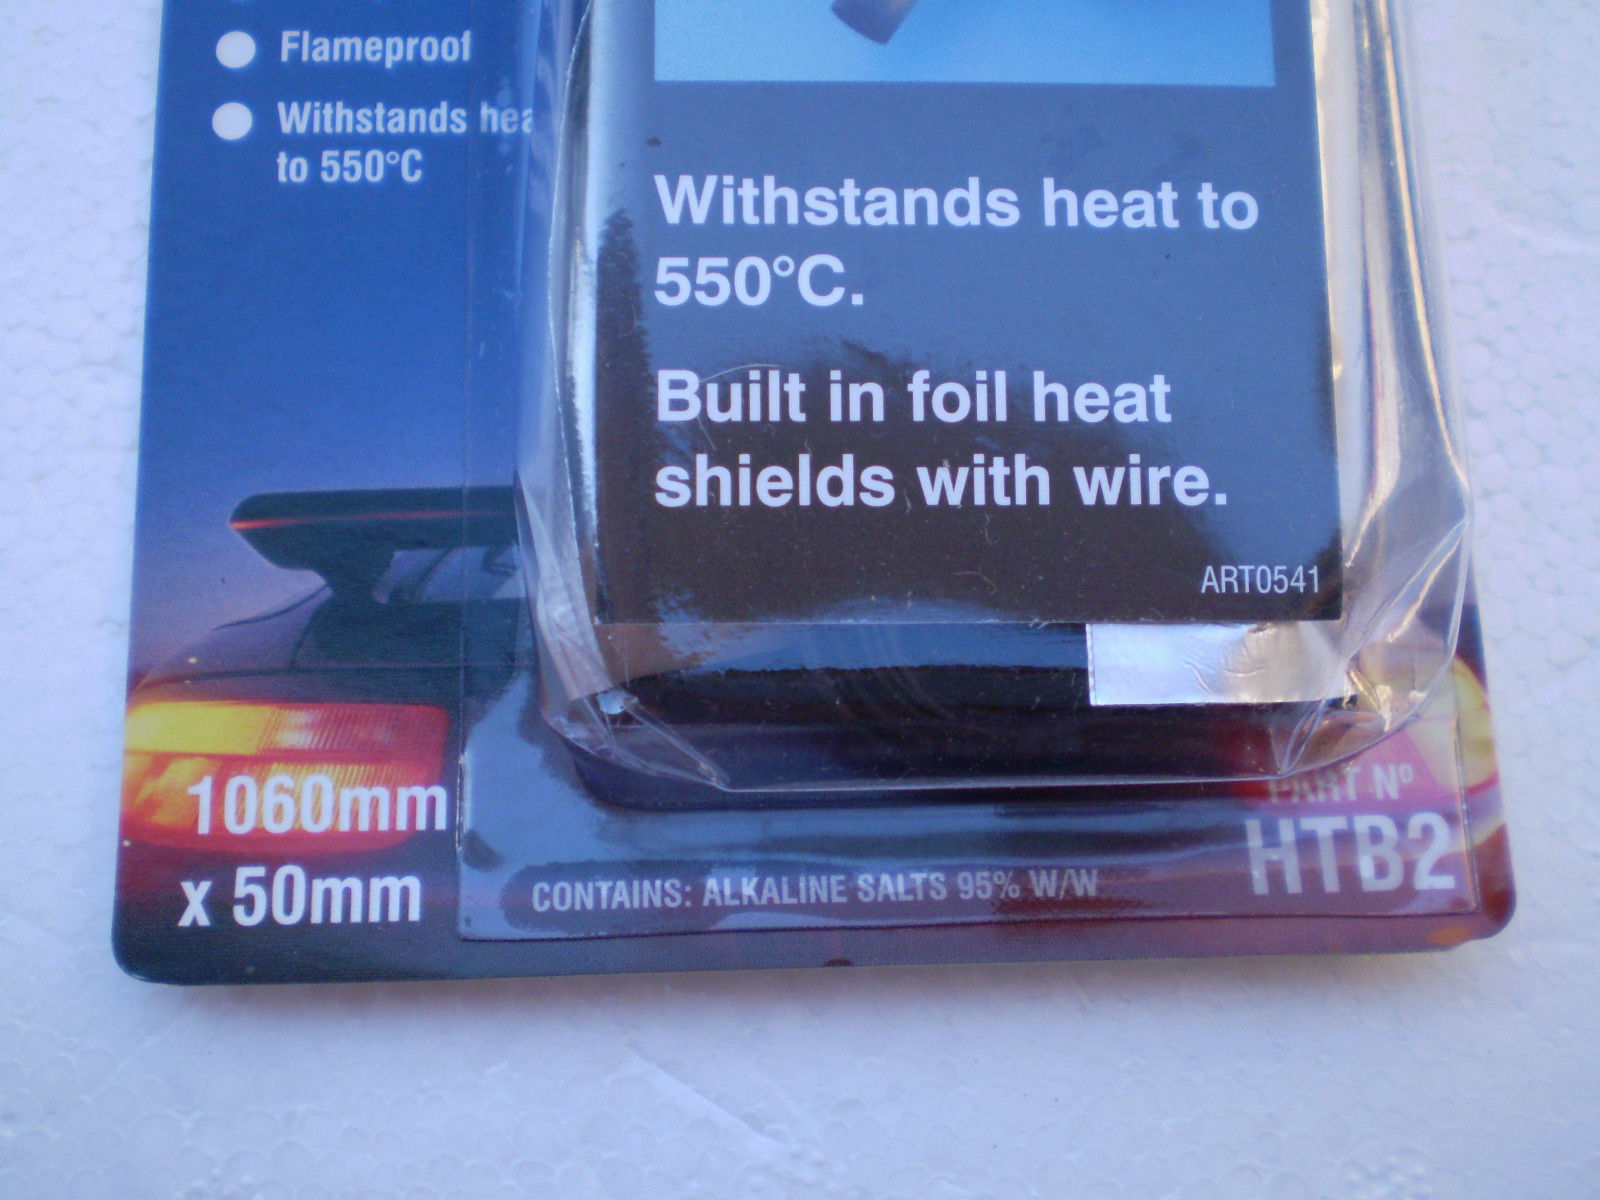 Flameproof
Withstands hea
to 550°C
Withstands heat to
550°C.
Built in foil heat
shields with wire.
ART0541
1060mm
x 50mm
CONTAINS: ALKALINE SALTS 95% W/W
PART Nº
HTB2